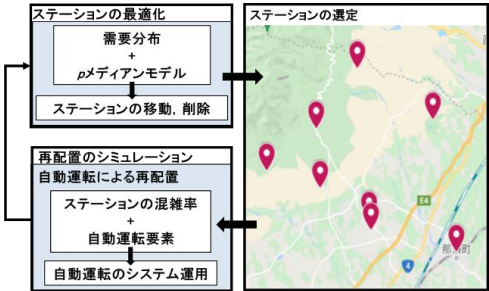 ステーションの最適化
需要分布
+
pメディアンモデル
ステーションの移動, 削除
再配置のシミュレーション
自動運転による再配置
ステーションの混雑率
+
自動運転要素
自動運転のシステム運用
ステーションの選定
E4
4